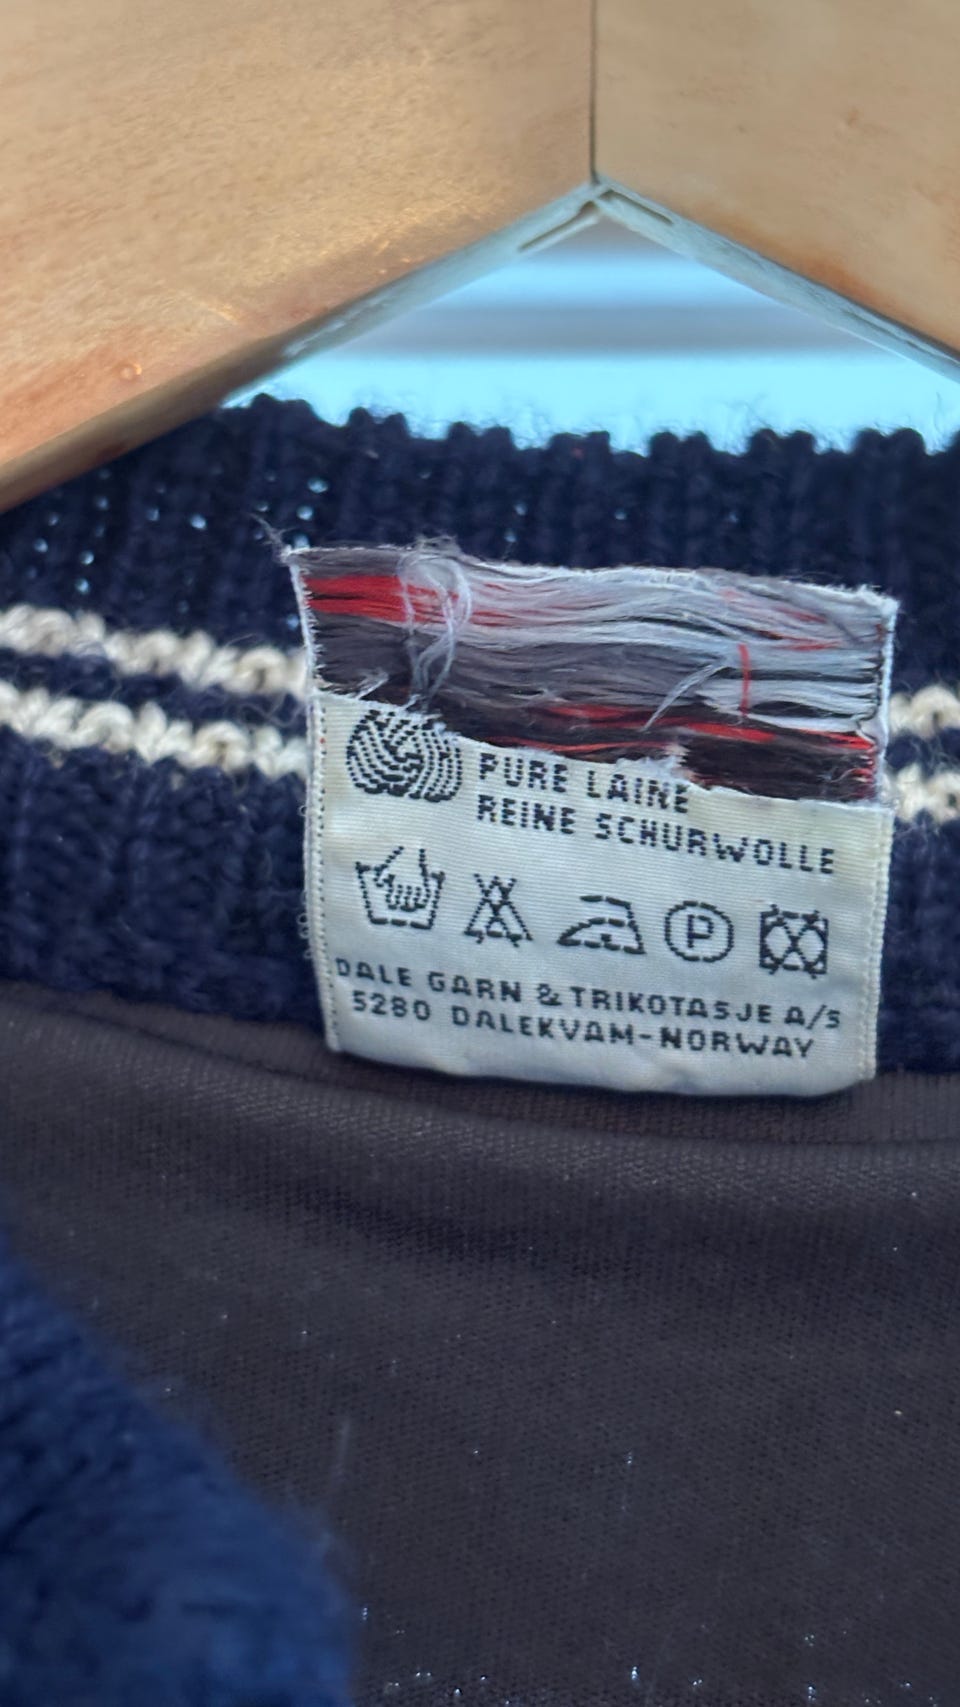 PURE LAINE
REINE SCHURWOLLE
P
DALE GARN & TRIKOTASJE A/S
5280 DALEKVAM-NORWAY